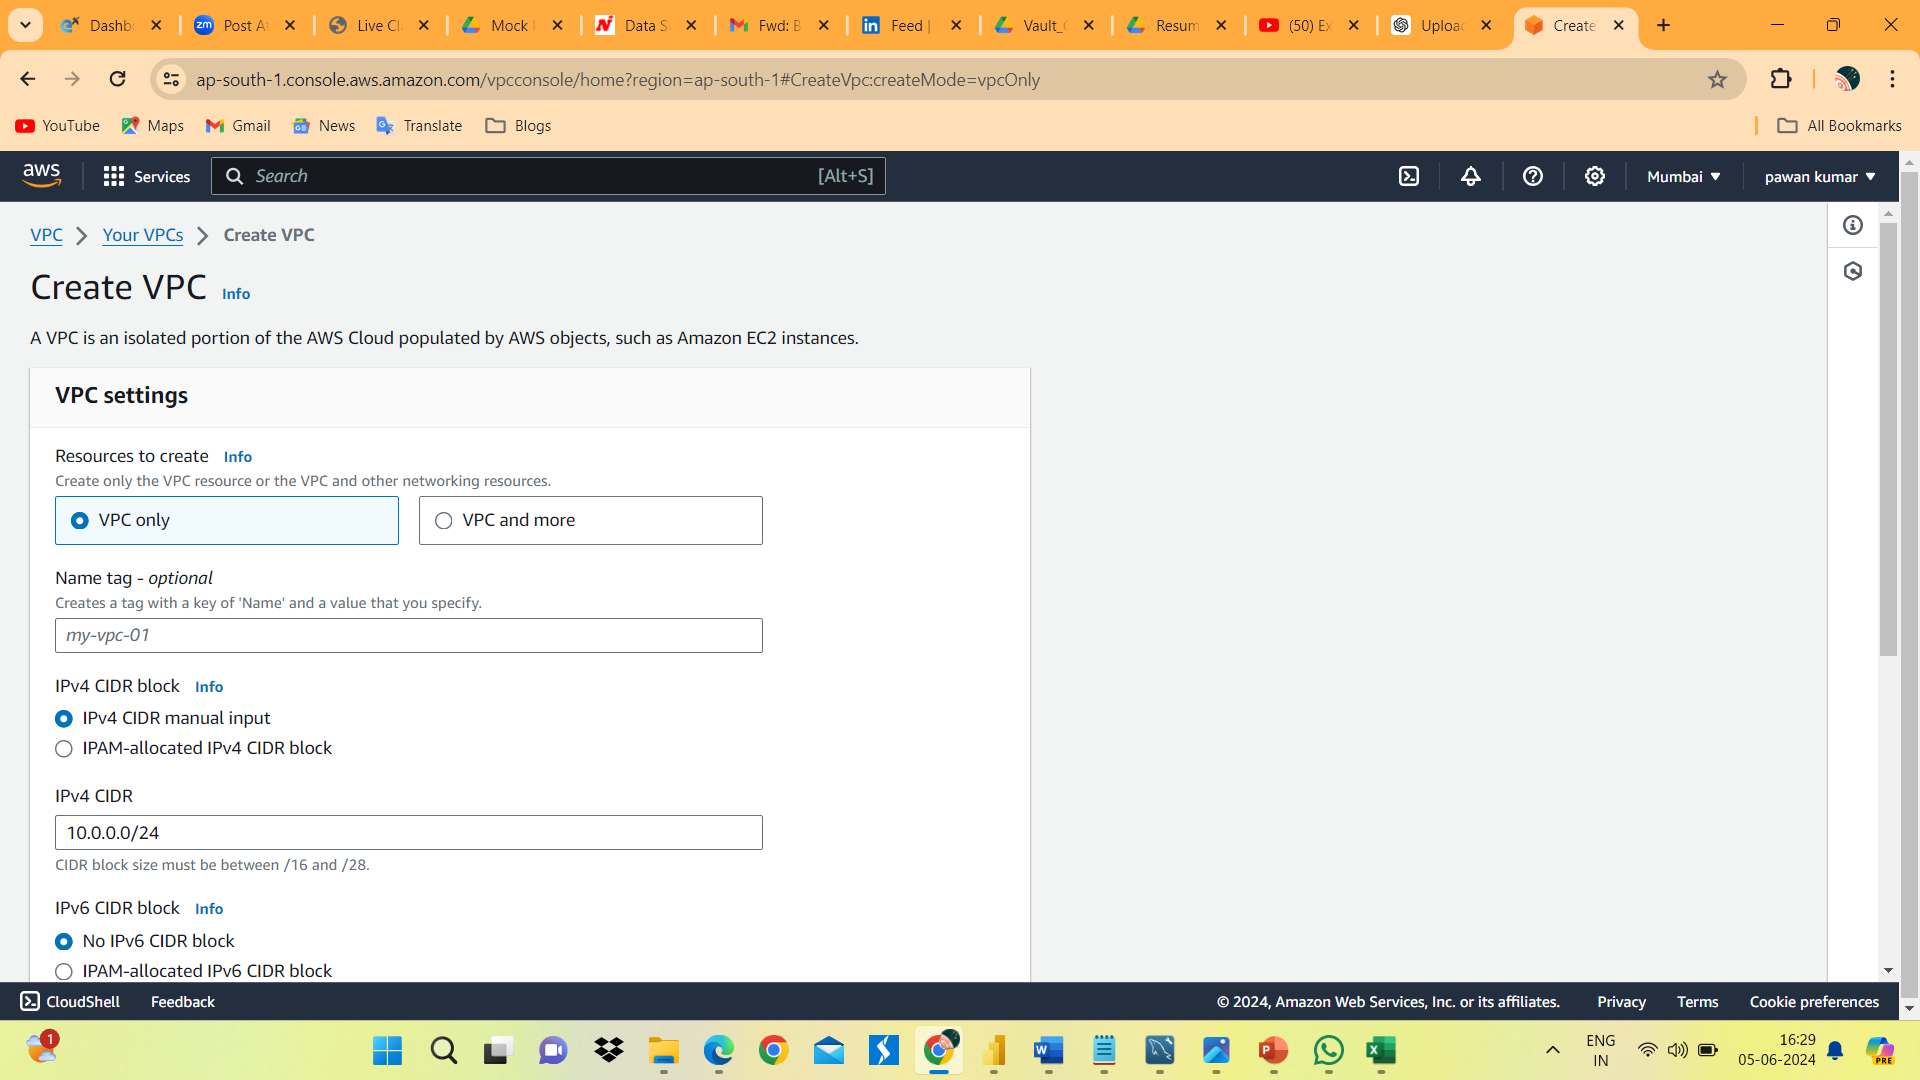 Dashb
Post At
Live Cl
Mock
Data S
Fwd: B
Feed |
Vault_
Resum
(50) Ex
Upload
Create
ap-south-1.console.aws.amazon.com/vpcconsole/home?region=ap-south-1#CreateVpc:createMode=vpcOnly
YouTube Maps Gmail News Translate Blogs All Bookmarks
aws Services Search [Alt+S] Mumbai pawan kumar
VPC Your VPCs Create VPC
Create VPC Info
A VPC is an isolated portion of the AWS Cloud populated by AWS objects, such as Amazon EC2 instances.
VPC settings
Resources to create Info
Create only the VPC resource or the VPC and other networking resources.
VPC only VPC and more
Name tag - optional
Creates a tag with a key of 'Name' and a value that you specify.
my-vpc-01
IPv4 CIDR block Info
IPv4 CIDR manual input
IPAM-allocated IPv4 CIDR block
IPv4 CIDR
10.0.0.0/24
CIDR block size must be between /16 and /28.
IPv6 CIDR block Info
No IPv6 CIDR block
IPAM-allocated IPv6 CIDR block
CloudShell Feedback © 2024, Amazon Web Services, Inc. or its affiliates. Privacy Terms Cookie preferences
1
ENG
IN
16:29
05-06-2024
PRE